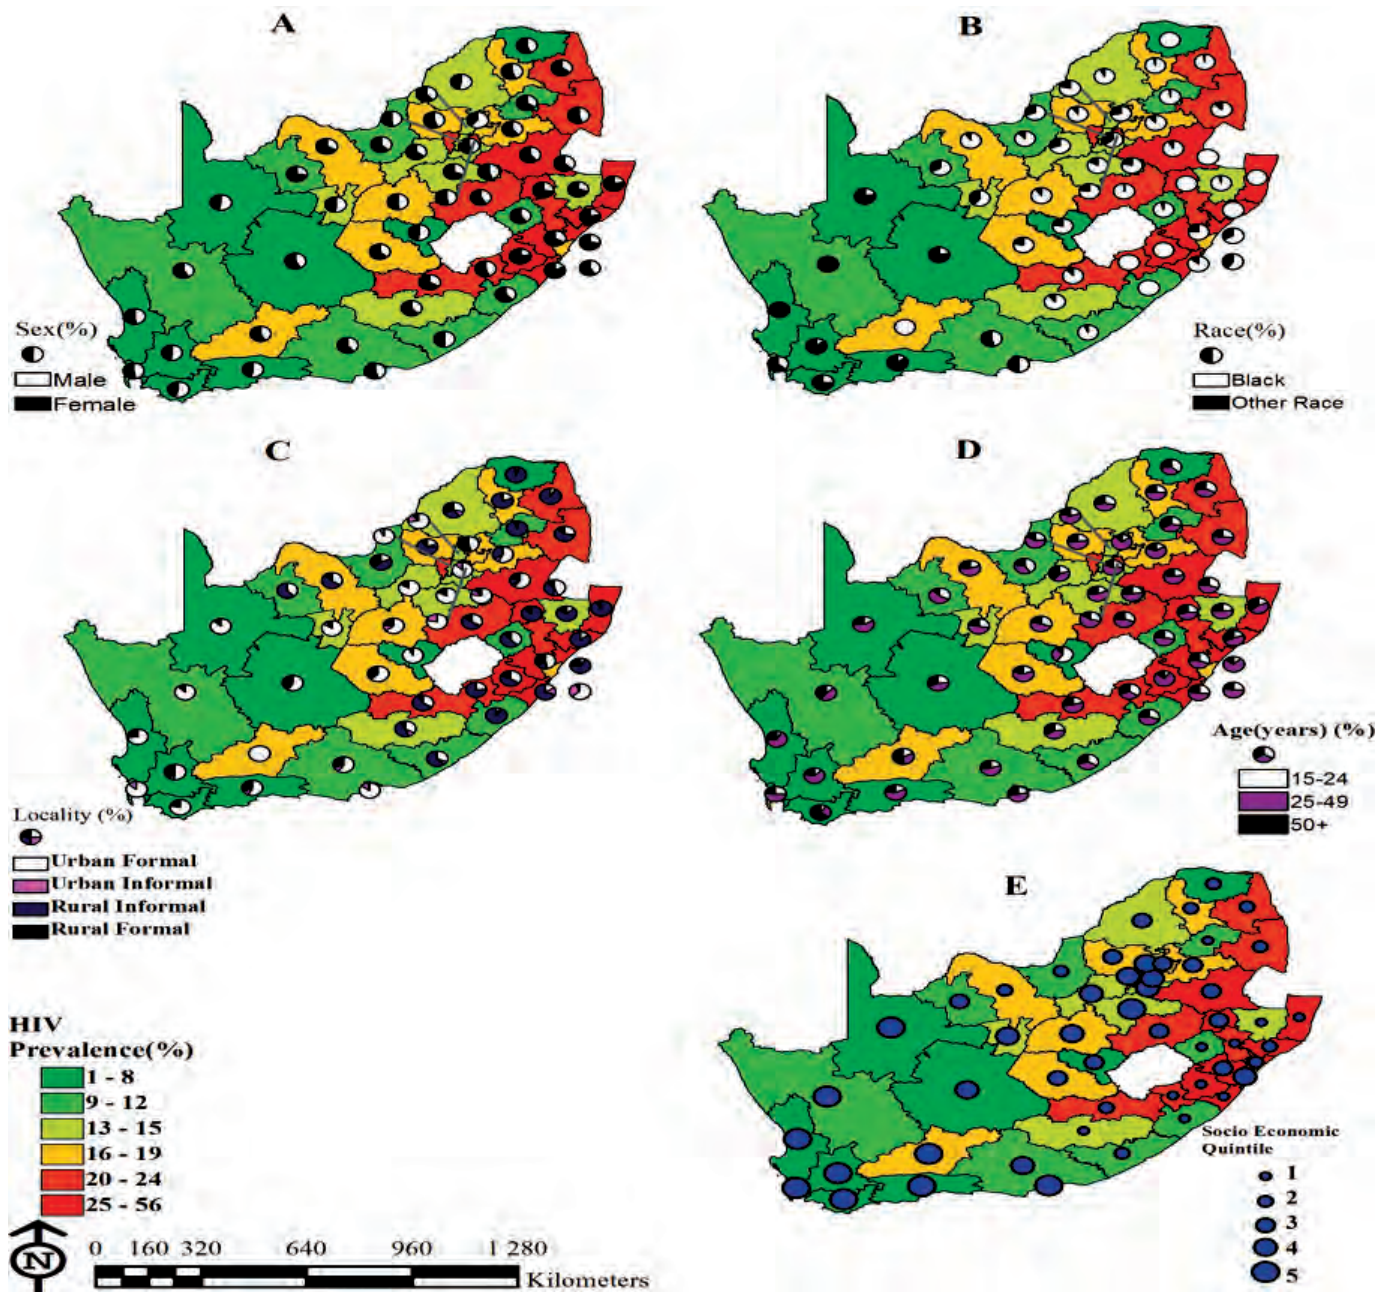 A
B
Sex(%)
Male
Female
Race(%)
Black
Other Race
C
D
Locality (%)
Urban Formal
Urban Informal
Rural Informal
Rural Formal
Age(years) (%)
15-24
25-49
50+
E
HIV
Prevalence(%)
1 - 8
9 - 12
13 - 15
16 - 19
20 - 24
25 - 56
Socio Economic
Quintile
1
2
3
4
5
N
0 160 320 640 960 1 280
Kilometers